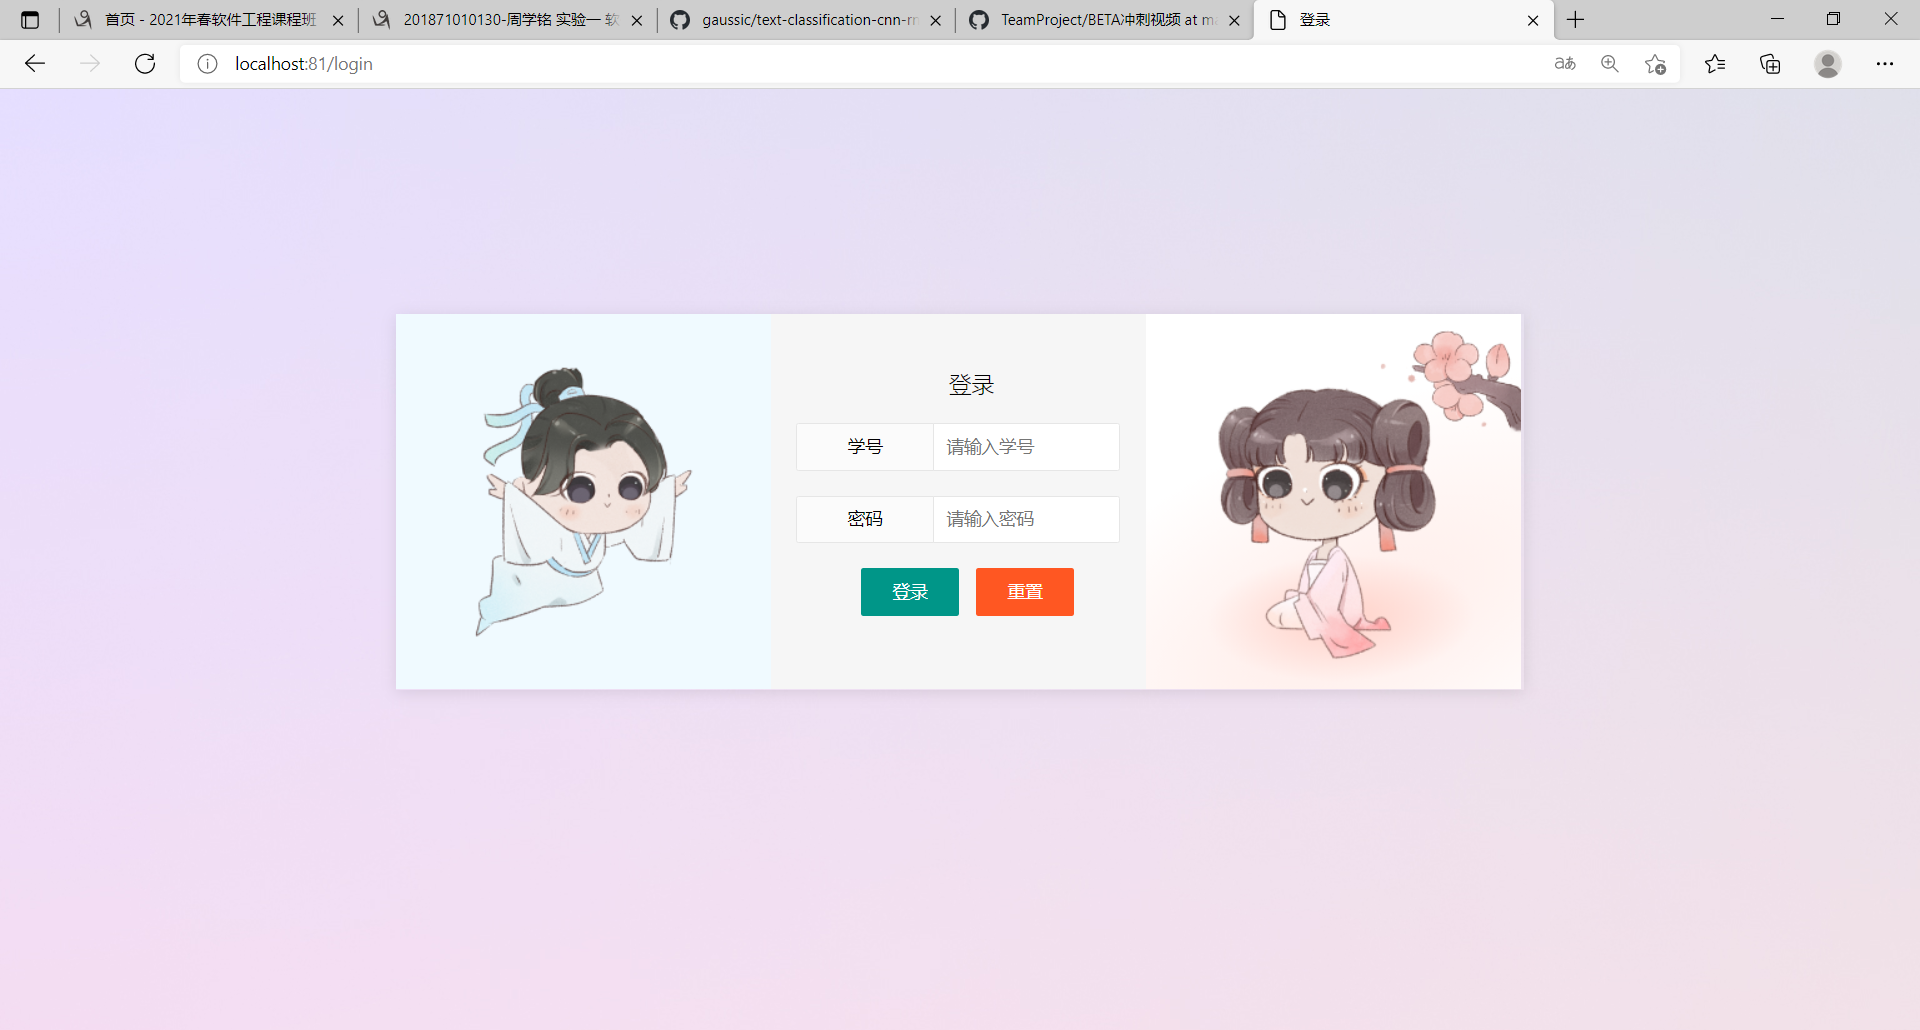 首页 - 2021年春软件工程课程班
201871010130-周学铭 实验一 软
gaussic/text-classification-cnn-rn
TeamProject/BETA冲刺视频 at ma
登录
localhost:81/login
登录
学号 请输入学号
密码 请输入密码
登录 重置